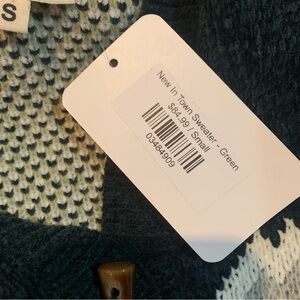 S
New In Town Sweater - Green
$84.99 / Small
03484909